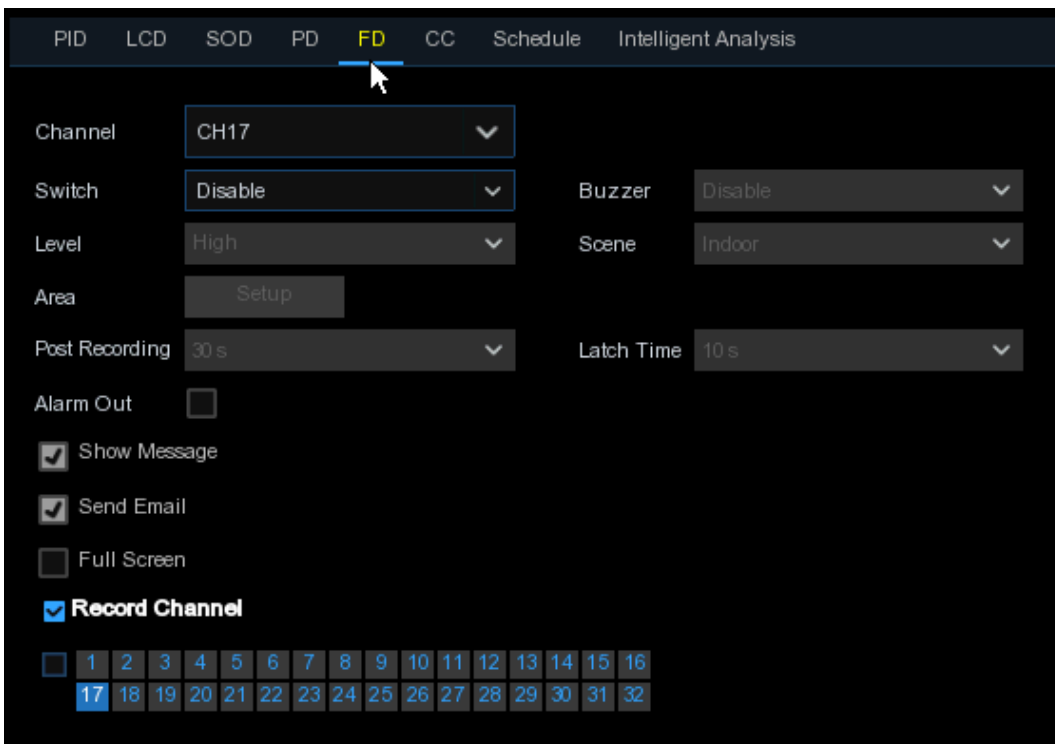 PID LCD SOD PD FD CC Schedule Intelligent Analysis
Channel CH17
Switch Disable Buzzer Disable
Level High Scene Indoor
Area Setup
Post Recording 30 s Latch Time 10 s
Alarm Out
Show Message
Send Email
Full Screen
Record Channel
1 2 3 4 5 6 7 8 9 10 11 12 13 14 15 16
17 18 19 20 21 22 23 24 25 26 27 28 29 30 31 32